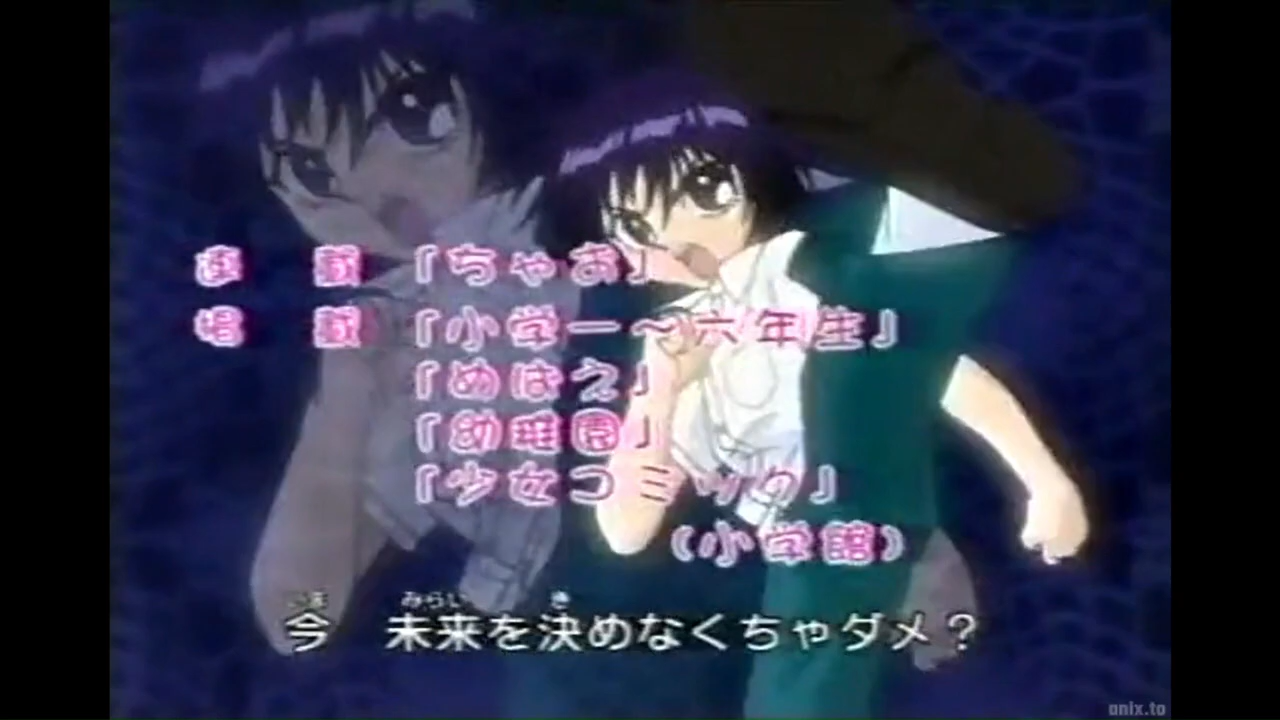 連載「ちゃお」
掲載「小学一～六年生」
「めばえ」
「幼稚園」
「少女コミック」
(小学館)
いま みらい き
今 未来を決めなくちゃダメ？
anix.to